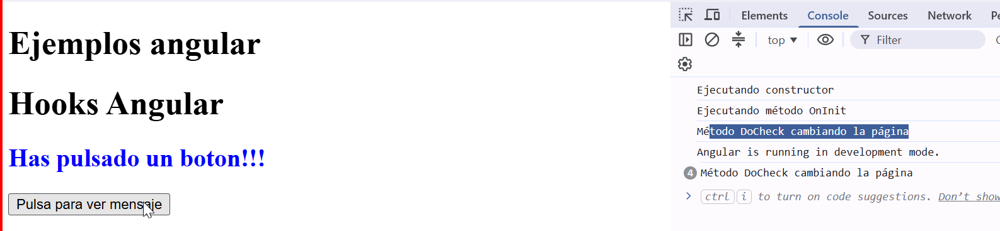 Ejemplos angular
Hooks Angular
Has pulsado un boton!!!
Pulsa para ver mensaje
Elements Console Sources Network
top Filter
Ejecutando constructor
Ejecutando método OnInit
Método DoCheck cambiando la página
Angular is running in development mode.
4 Método DoCheck cambiando la página
ctrl i to turn on code suggestions. Don't show